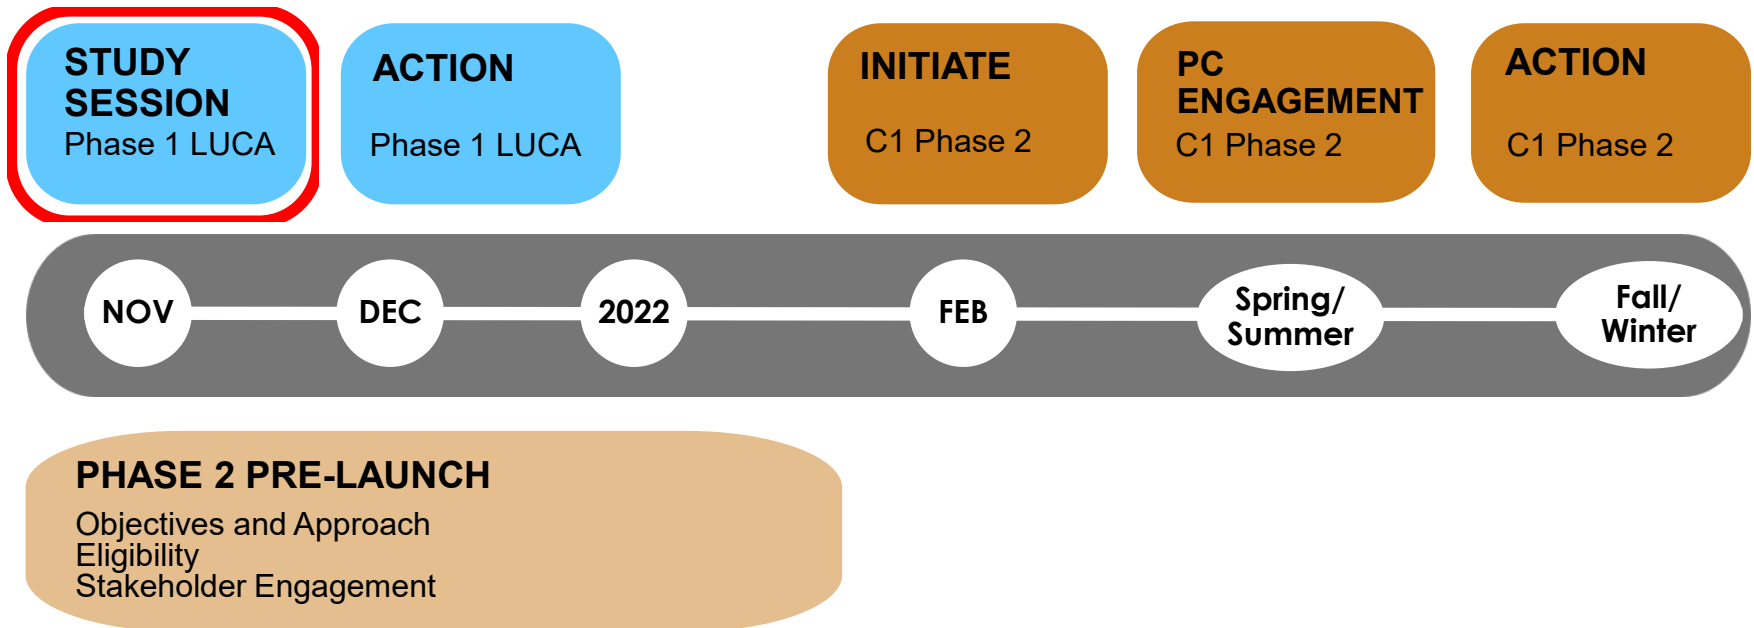 STUDY
SESSION
Phase 1 LUCA
ACTION
Phase 1 LUCA
INITIATE
C1 Phase 2
PC
ENGAGEMENT
C1 Phase 2
ACTION
C1 Phase 2
NOV
DEC
2022
FEB
Spring/
Summer
Fall/
Winter
PHASE 2 PRE-LAUNCH
Objectives and Approach
Eligibility
Stakeholder Engagement